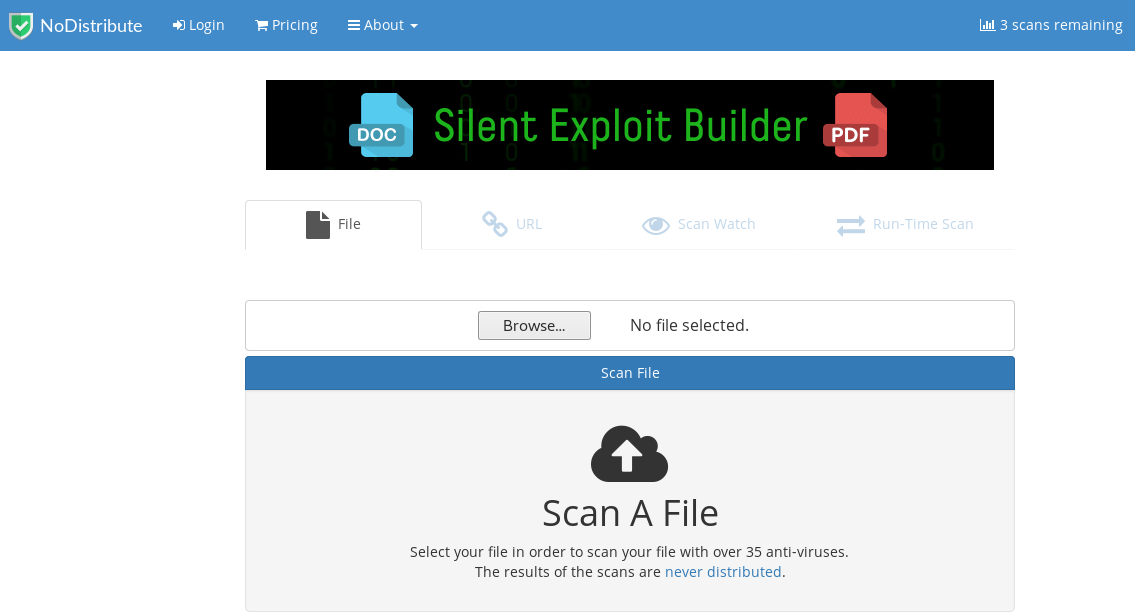 NoDistribute Login Pricing About 3 scans remaining
DOC Silent Exploit Builder PDF
File URL Scan Watch Run-Time Scan
Browse... No file selected.
Scan File
Scan A File
Select your file in order to scan your file with over 35 anti-viruses.
The results of the scans are never distributed.